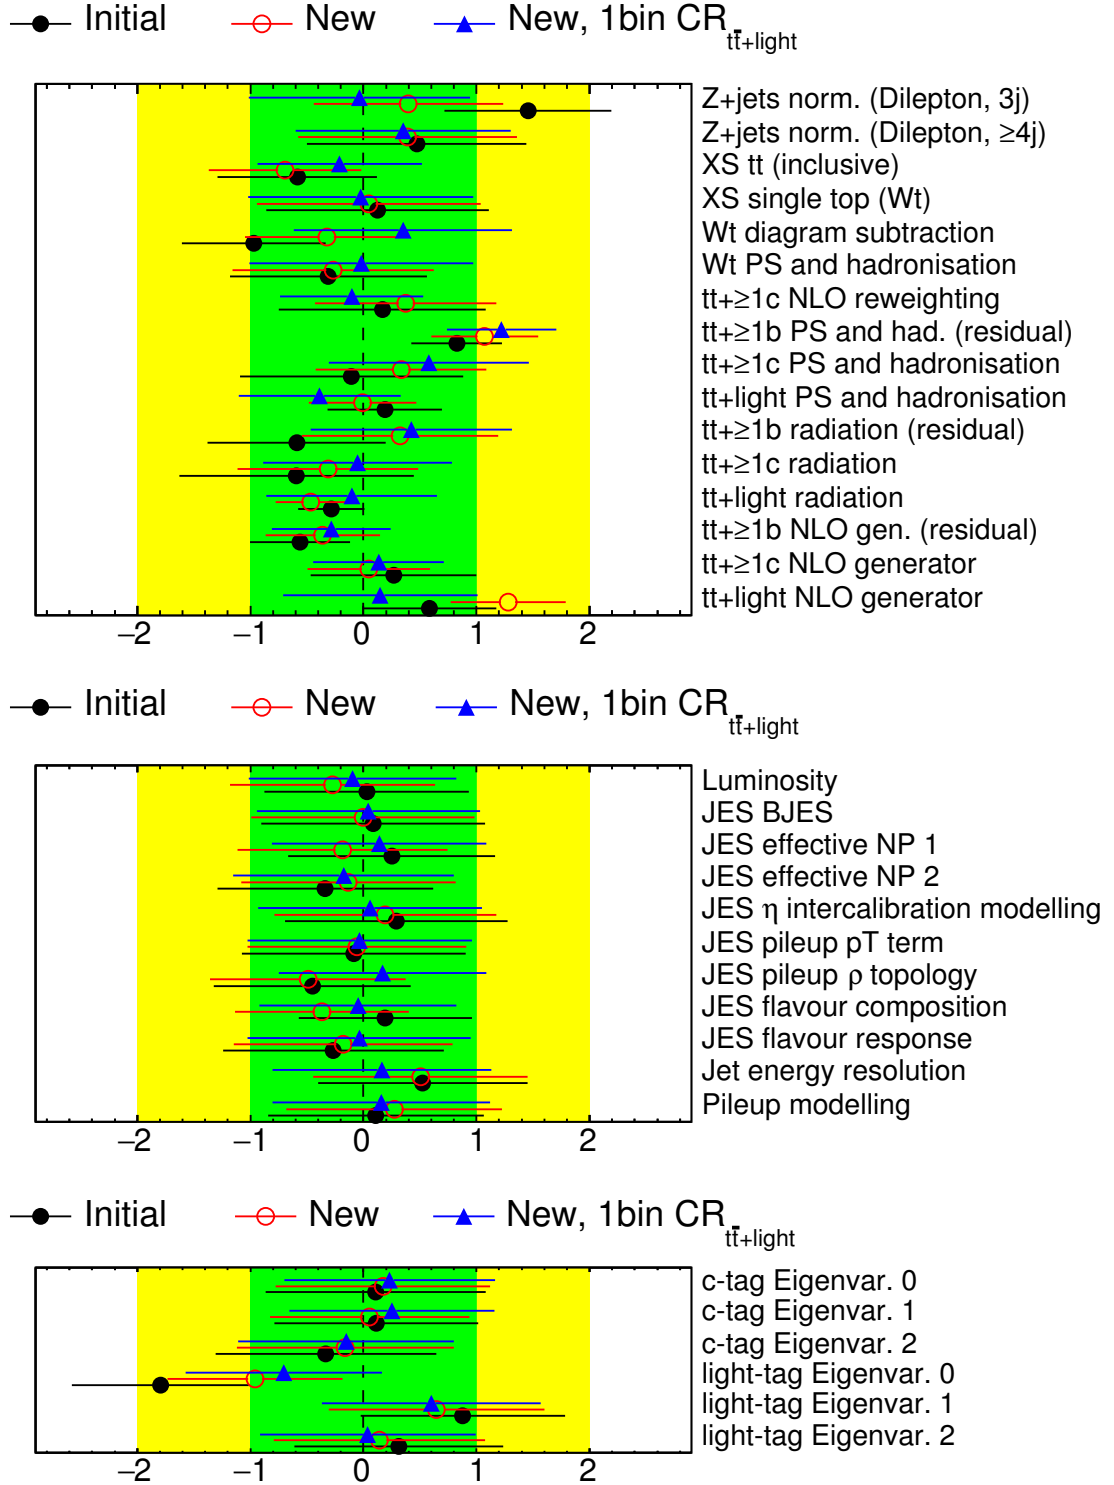 Initial New New, 1bin CR tt̄+light
Z+jets norm. (Dilepton, 3j)
Z+jets norm. (Dilepton, ≥4j)
XS tt (inclusive)
XS single top (Wt)
Wt diagram subtraction
Wt PS and hadronisation
tt+≥1c NLO reweighting
tt+≥1b PS and had. (residual)
tt+≥1c PS and hadronisation
tt+light PS and hadronisation
tt+≥1b radiation (residual)
tt+≥1c radiation
tt+light radiation
tt+≥1b NLO gen. (residual)
tt+≥1c NLO generator
tt+light NLO generator
−2 −1 0 1 2
Initial New New, 1bin CR tt̄+light
Luminosity
JES BJES
JES effective NP 1
JES effective NP 2
JES η intercalibration modelling
JES pileup pT term
JES pileup ρ topology
JES flavour composition
JES flavour response
Jet energy resolution
Pileup modelling
−2 −1 0 1 2
Initial New New, 1bin CR tt̄+light
c-tag Eigenvar. 0
c-tag Eigenvar. 1
c-tag Eigenvar. 2
light-tag Eigenvar. 0
light-tag Eigenvar. 1
light-tag Eigenvar. 2
−2 −1 0 1 2